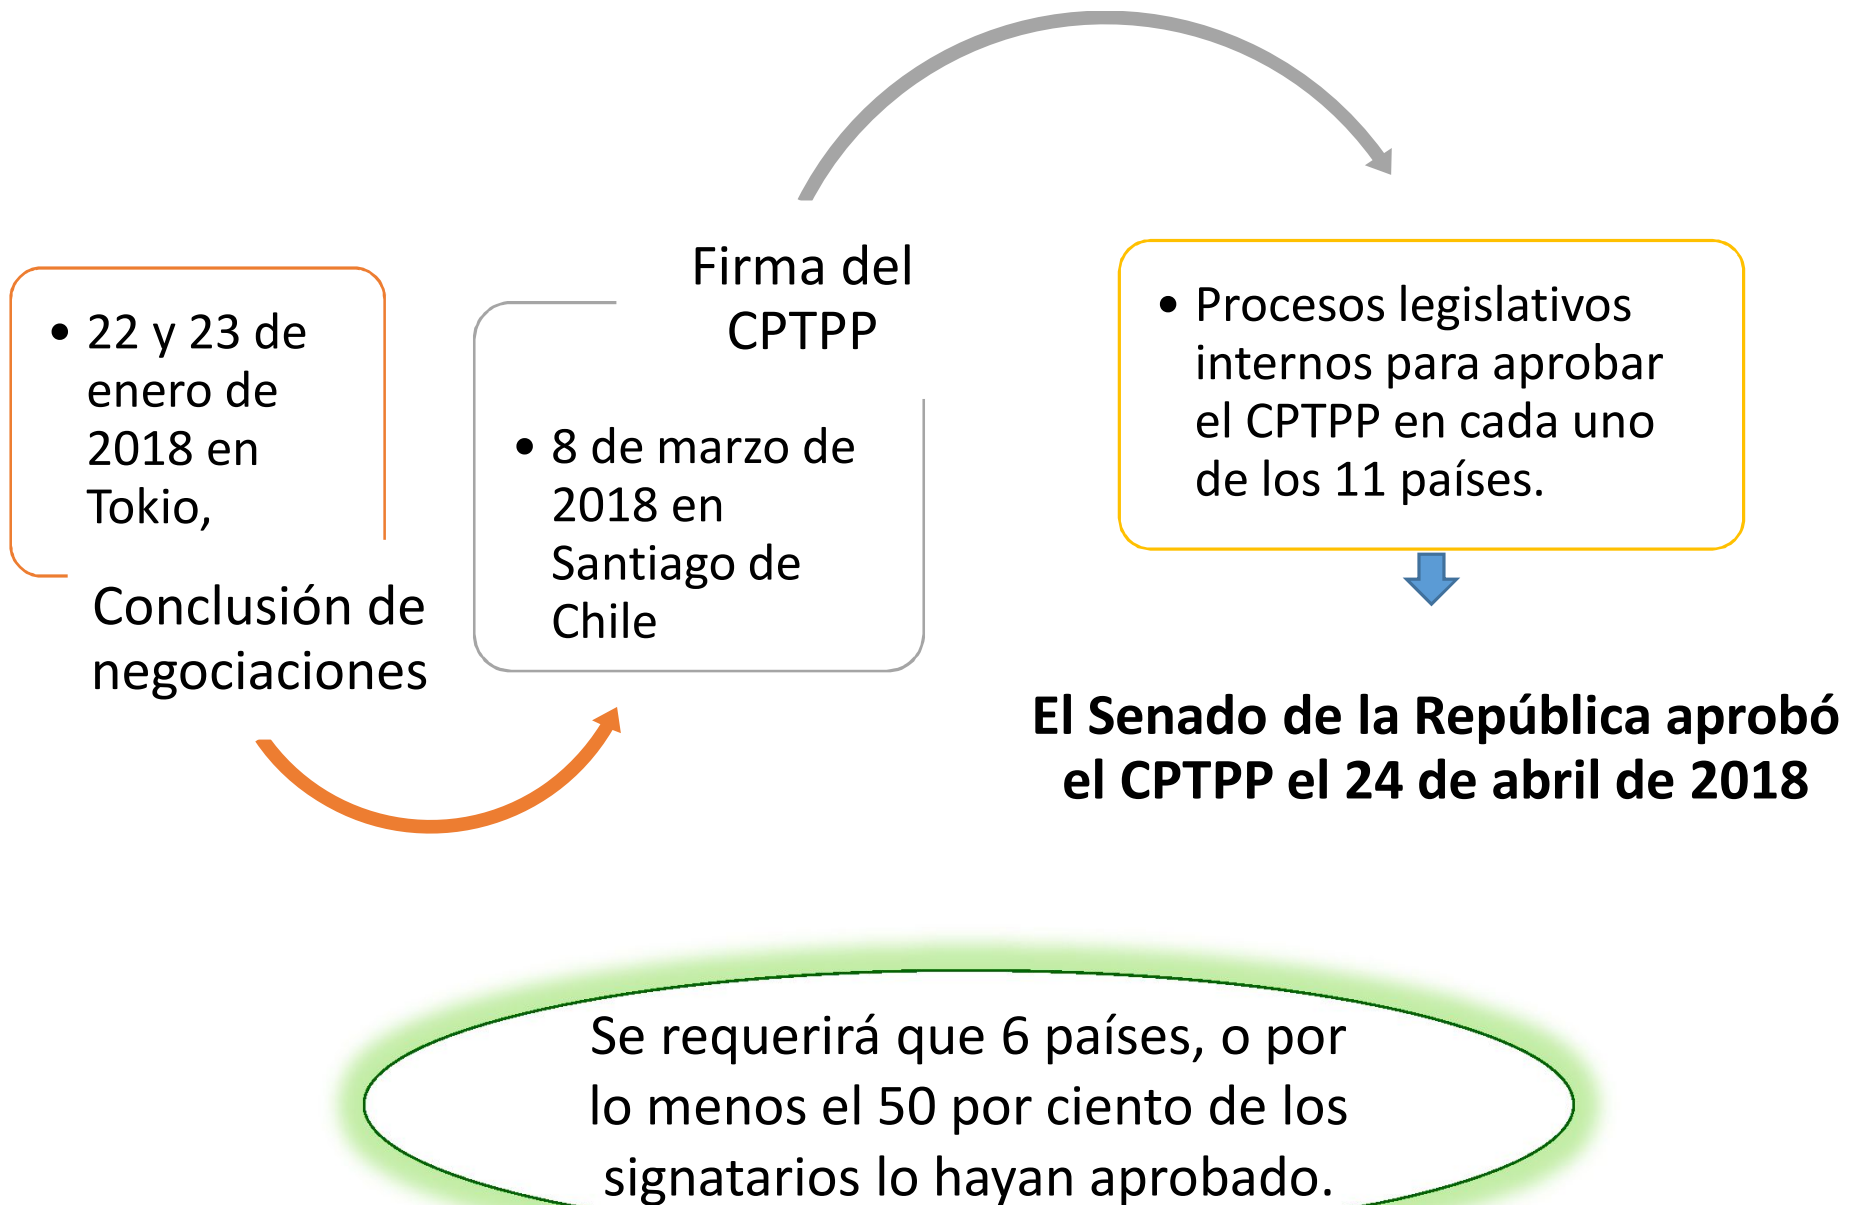 • 22 y 23 de
enero de
2018 en
Tokio,
Conclusión de
negociaciones
Firma del
CPTPP
• 8 de marzo de
2018 en
Santiago de
Chile
• Procesos legislativos
internos para aprobar
el CPTPP en cada uno
de los 11 países.
El Senado de la República aprobó
el CPTPP el 24 de abril de 2018
Se requerirá que 6 países, o por
lo menos el 50 por ciento de los
signatarios lo hayan aprobado.